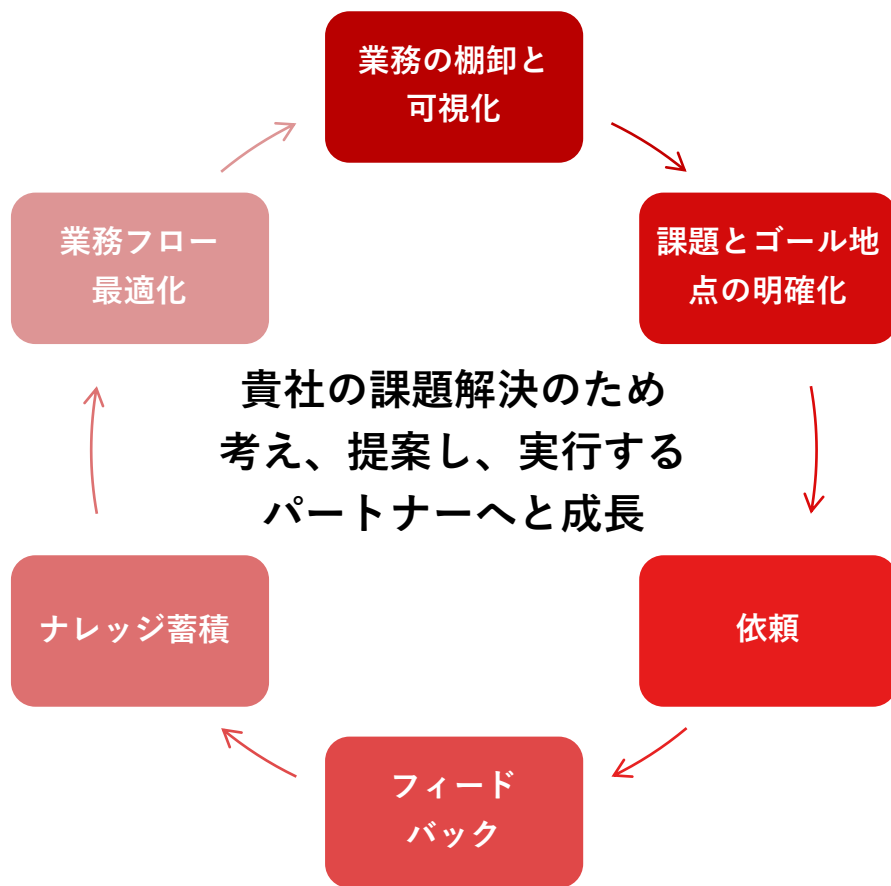 業務の棚卸と
可視化
課題とゴール地
点の明確化
依頼
フィード
バック
ナレッジ蓄積
業務フロー
最適化
貴社の課題解決のため
考え、提案し、実行する
パートナーへと成長